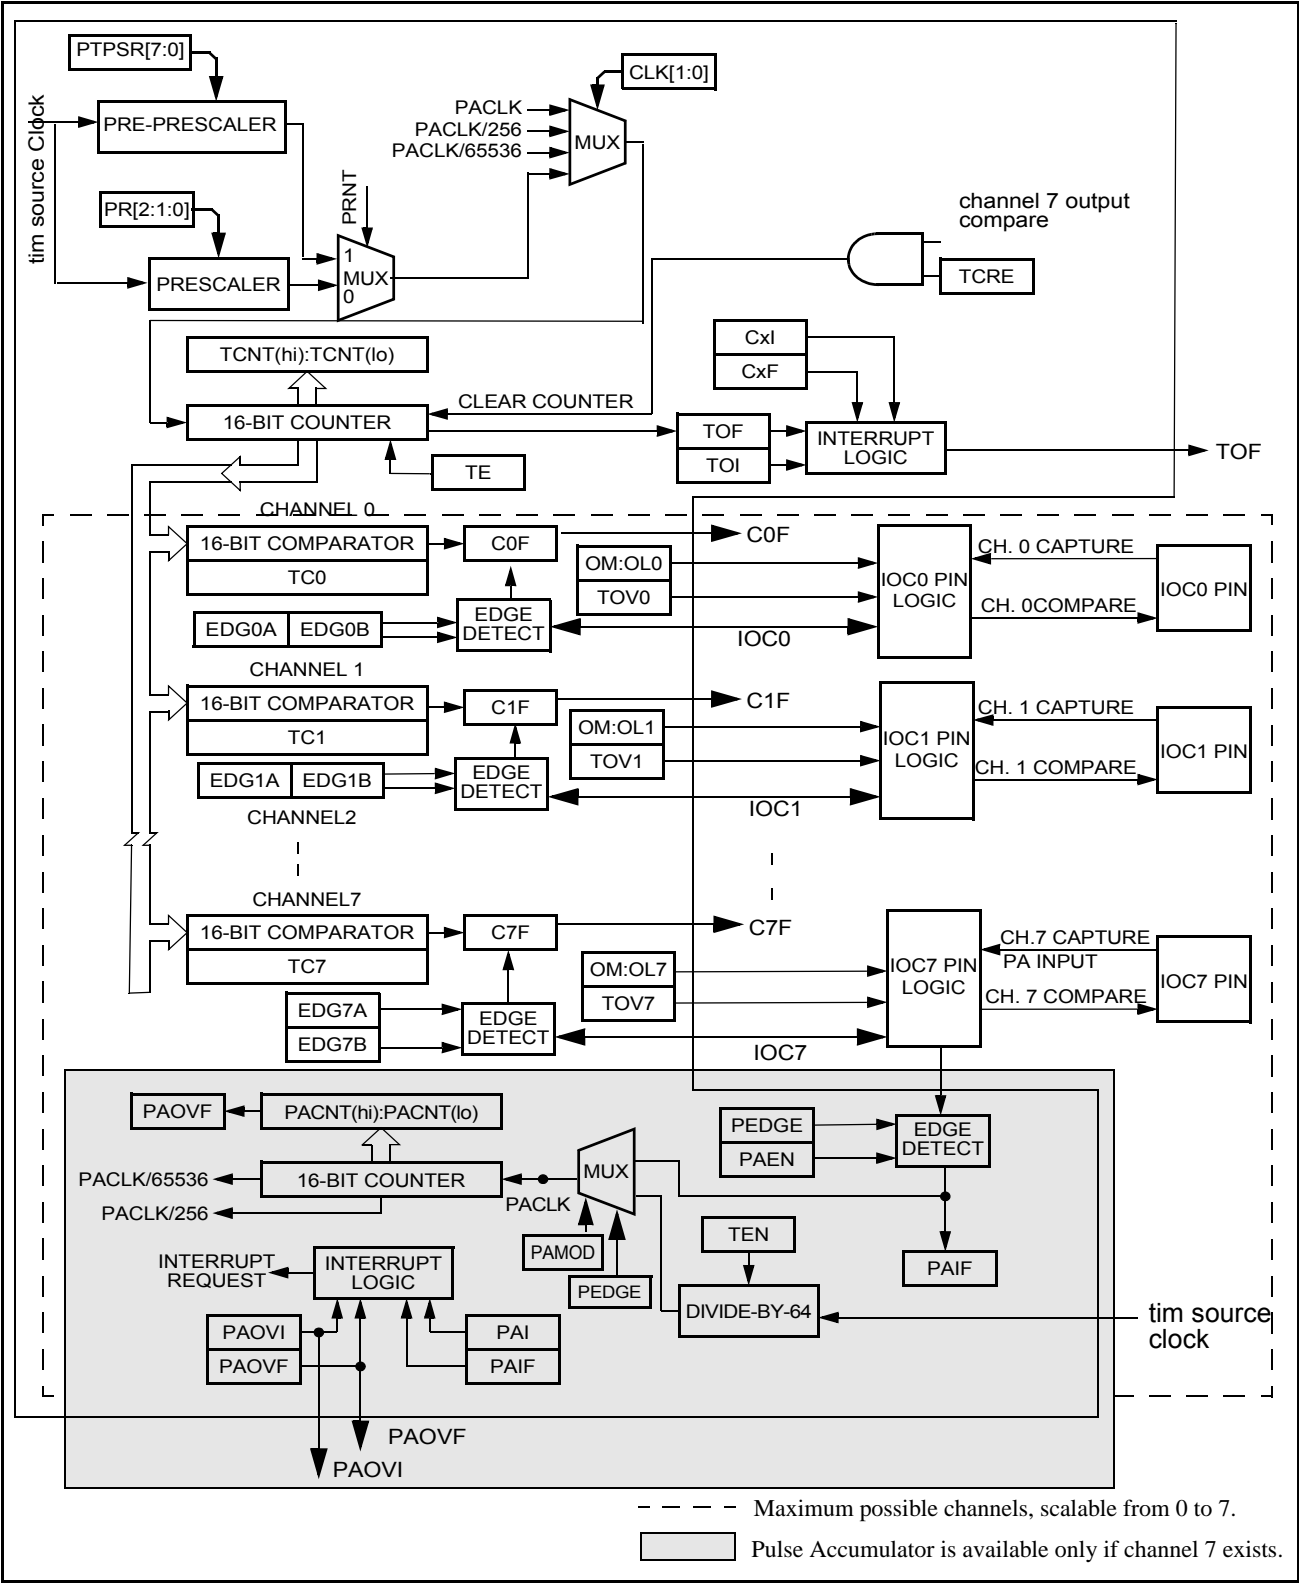 PTPSR[7:0]
CLK[1:0]
tim source Clock
PRE-PRESCALER
PACLK
PACLK/256
PACLK/65536
MUX
PR[2:1:0]
PRNT
channel 7 output
compare
PRESCALER
1
MUX
0
TCRE
TCNT(hi):TCNT(lo)
CxI
CxF
CLEAR COUNTER
16-BIT COUNTER
TOF
TOI
INTERRUPT
LOGIC
TOF
TE
CHANNEL 0
16-BIT COMPARATOR
TC0
C0F
C0F
OM:OL0
TOV0
IOC0 PIN
LOGIC
CH. 0 CAPTURE
CH. 0COMPARE
IOC0 PIN
EDG0A
EDG0B
EDGE
DETECT
IOC0
CHANNEL 1
16-BIT COMPARATOR
TC1
C1F
C1F
OM:OL1
TOV1
IOC1 PIN
LOGIC
CH. 1 CAPTURE
CH. 1 COMPARE
IOC1 PIN
EDG1A
EDG1B
EDGE
DETECT
IOC1
CHANNEL2
CHANNEL7
16-BIT COMPARATOR
TC7
C7F
C7F
OM:OL7
TOV7
IOC7 PIN
LOGIC
CH.7 CAPTURE
PA INPUT
CH. 7 COMPARE
IOC7 PIN
EDG7A
EDG7B
EDGE
DETECT
IOC7
PAOVF
PACNT(hi):PACNT(lo)
PEDGE
PAEN
EDGE
DETECT
PACLK/65536
16-BIT COUNTER
PACLK
MUX
PACLK/256
PAMOD
PEDGE
TEN
PAIF
INTERRUPT
REQUEST
INTERRUPT
LOGIC
DIVIDE-BY-64
tim source
clock
PAOVI
PAOVF
PAI
PAIF
PAOVF
PAOVI
Maximum possible channels, scalable from 0 to 7.
Pulse Accumulator is available only if channel 7 exists.